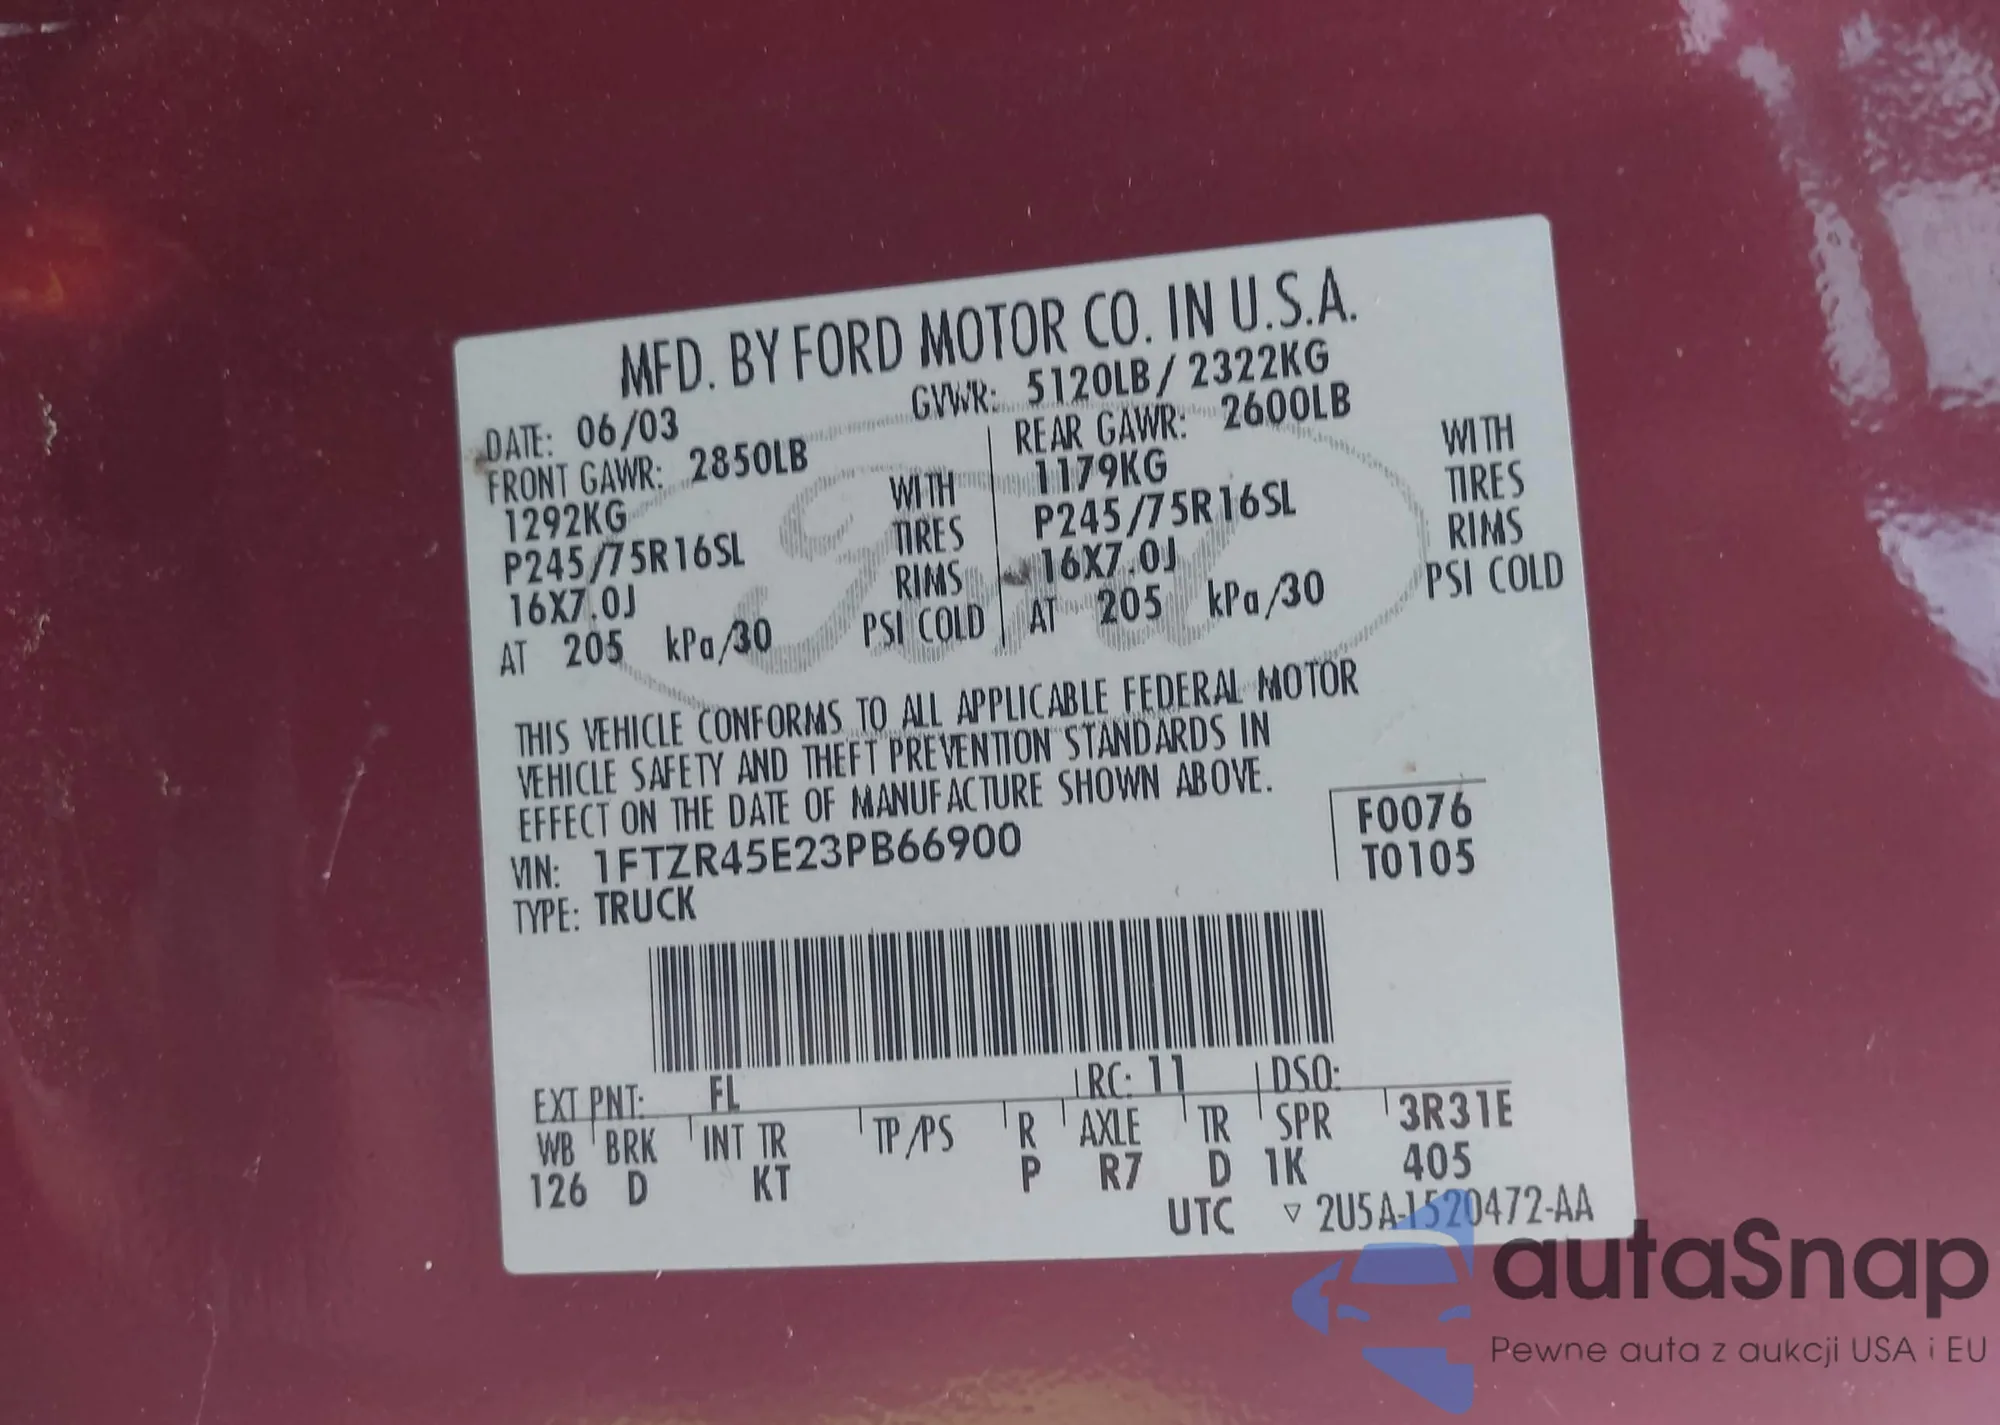 MFD. BY FORD MOTOR CO. IN U.S.A.
DATE: 06/03 GVWR: 5120LB / 2322KG
FRONT GAWR: 2850LB REAR GAWR: 2600LB
1292KG WITH 1179KG WITH
P245/75R16SL TIRES P245/75R16SL TIRES
16X7.0J RIMS 16X7.0J RIMS
AT 205 kPa/30 PSI COLD AT 205 kPa/30 PSI COLD
Ford
THIS VEHICLE CONFORMS TO ALL APPLICABLE FEDERAL MOTOR
VEHICLE SAFETY AND THEFT PREVENTION STANDARDS IN
EFFECT ON THE DATE OF MANUFACTURE SHOWN ABOVE.
VIN: 1FTZR45E23PB66900 F0076
TYPE: TRUCK T0105
EXT PNT: FL RC: 11 DSO:
WB BRK INT TR TP/PS R AXLE TR SPR 3R31E
126 D KT P R7 D 1K 405
UTC ▽ 2U5A-1520472-AA
autaSnap
Pewne auta z aukcji USA i EU